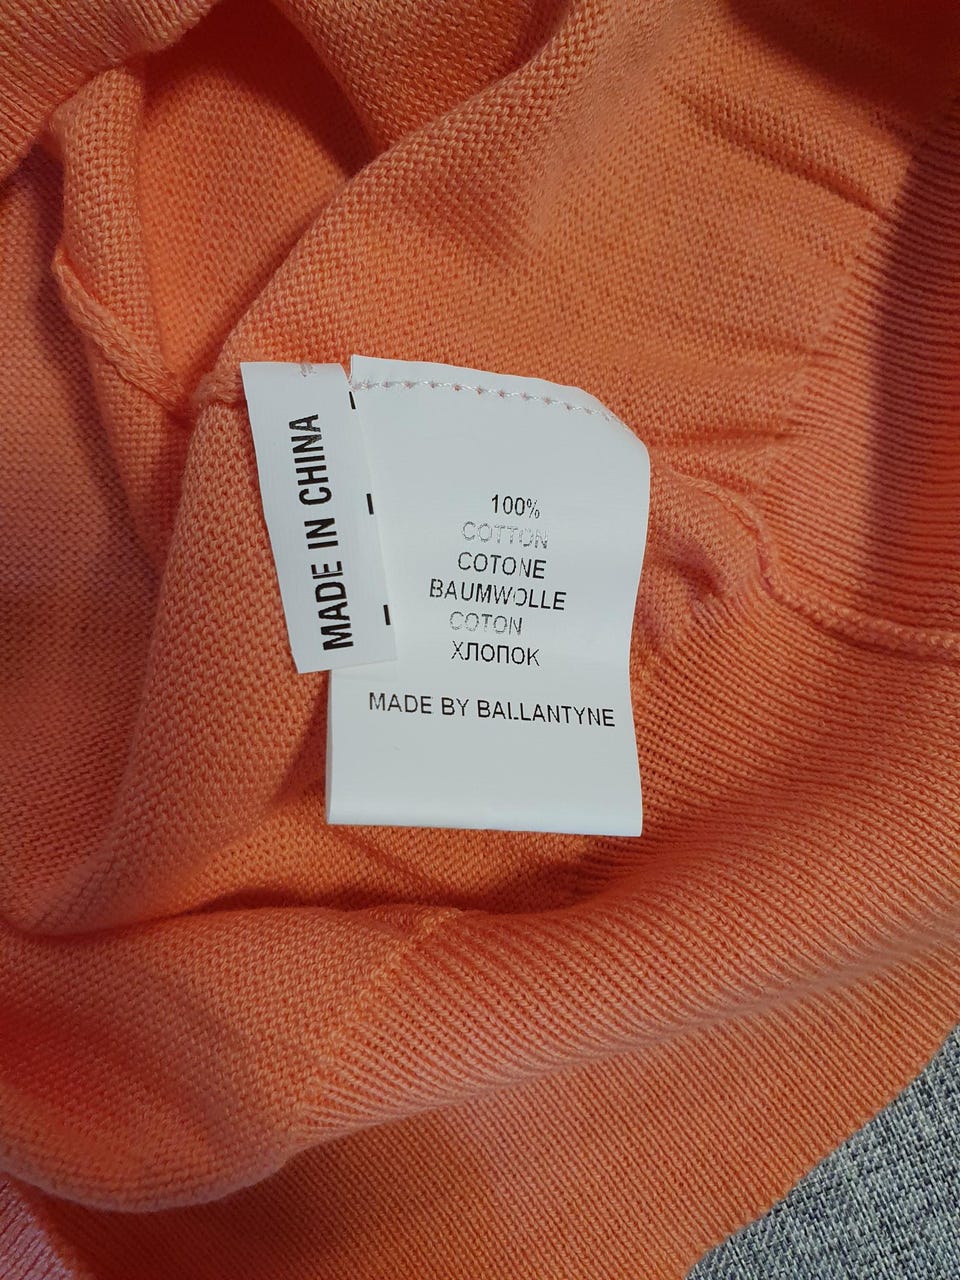 MADE IN CHINA
100%
COTTON
COTONE
BAUMWOLLE
COTON
ХЛОПОК
MADE BY BALLANTYNE